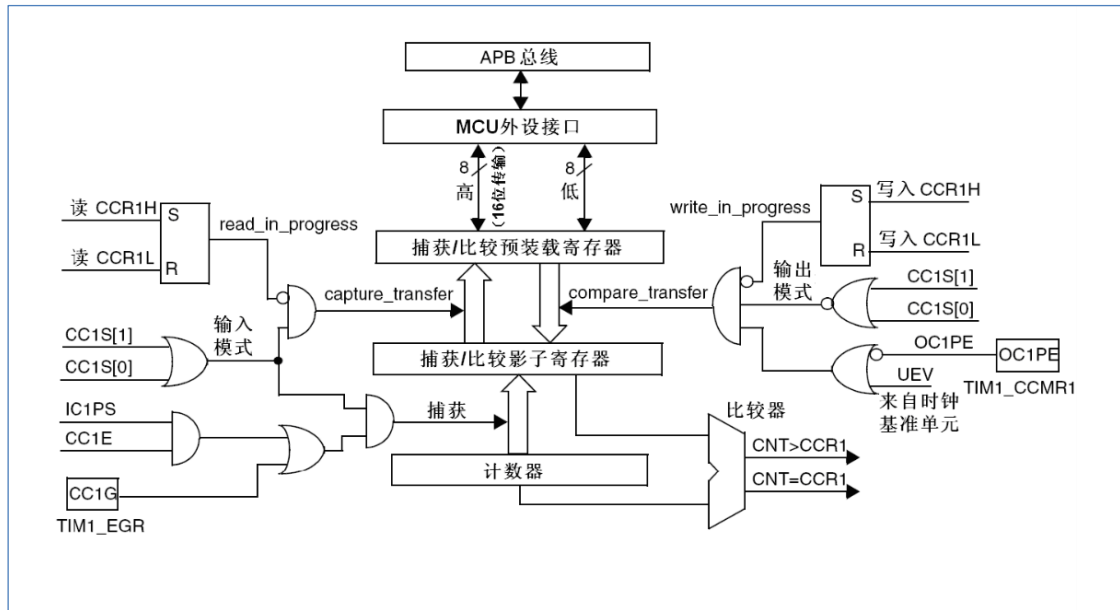 APB 总线
MCU外设接口
8
高
(16位传输)
8
低
读 CCR1H
S
read_in_progress
读 CCR1L
R
write_in_progress
S
写入 CCR1H
R
写入 CCR1L
捕获/比较预装载寄存器
capture_transfer
compare_transfer
输出
模式
CC1S[1]
CC1S[0]
CC1S[1]
CC1S[0]
输入
模式
捕获/比较影子寄存器
OC1PE
OC1PE
UEV
TIM1_CCMR1
来自时钟
基准单元
IC1PS
CC1E
捕获
比较器
计数器
CNT>CCR1
CNT=CCR1
CC1G
TIM1_EGR